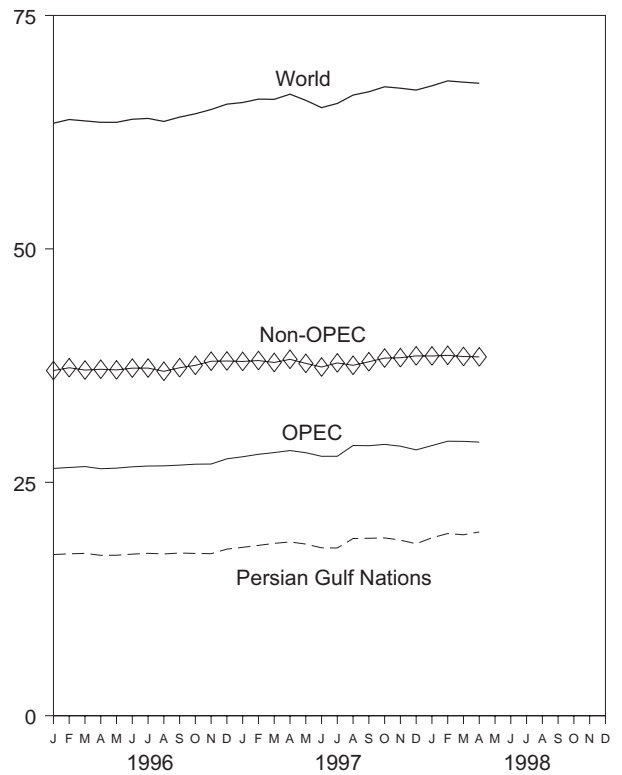 75
World
50
Non-OPEC
OPEC
25
Persian Gulf Nations
0
J F M A M J J A S O N D J F M A M J J A S O N D J F M A M J J A S O N D
1996 1997 1998